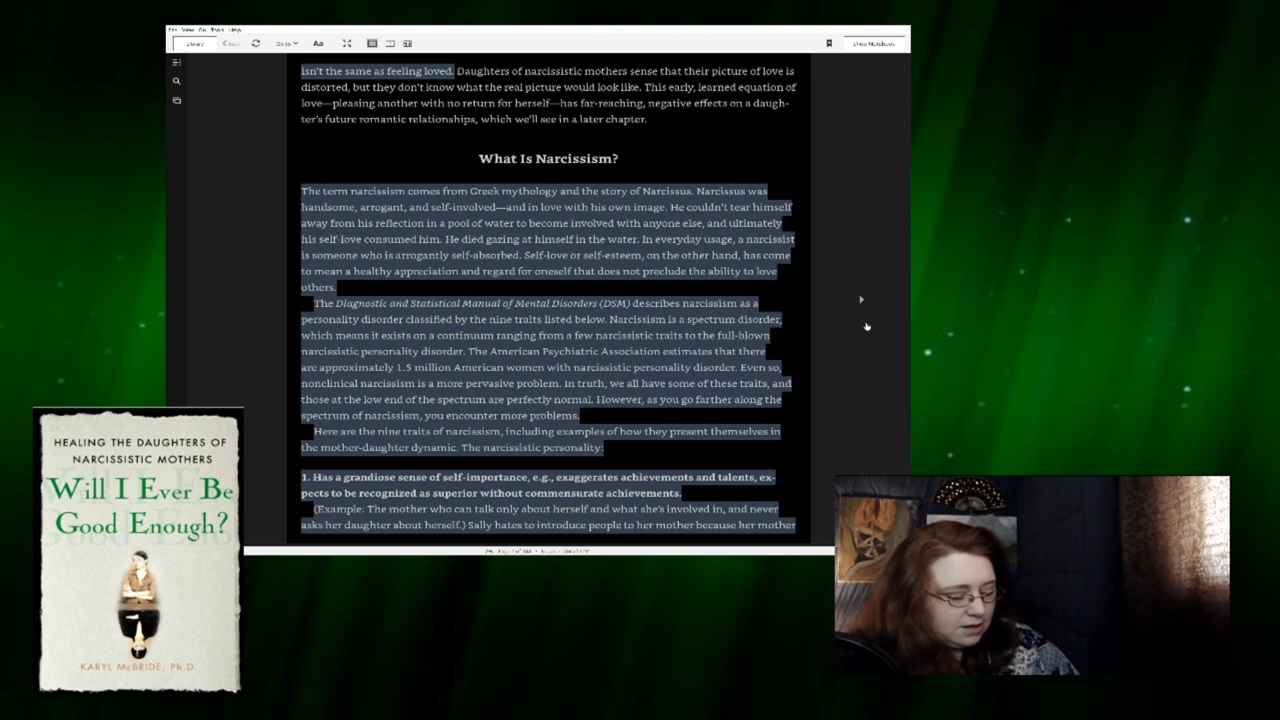 File View Go Tools Help
Library Back Go to Aa Show Notebook
isn't the same as feeling loved. Daughters of narcissistic mothers sense that their picture of love is
distorted, but they don't know what the real picture would look like. This early, learned equation of
love—pleasing another with no return for herself—has far-reaching, negative effects on a daugh-
ter's future romantic relationships, which we'll see in a later chapter.
What Is Narcissism?
The term narcissism comes from Greek mythology and the story of Narcissus. Narcissus was
handsome, arrogant, and self-involved—and in love with his own image. He couldn't tear himself
away from his reflection in a pool of water to become involved with anyone else, and ultimately
his self-love consumed him. He died gazing at himself in the water. In everyday usage, a narcissist
is someone who is arrogantly self-absorbed. Self-love or self-esteem, on the other hand, has come
to mean a healthy appreciation and regard for oneself that does not preclude the ability to love
others.
The Diagnostic and Statistical Manual of Mental Disorders (DSM) describes narcissism as a
personality disorder classified by the nine traits listed below. Narcissism is a spectrum disorder,
which means it exists on a continuum ranging from a few narcissistic traits to the full-blown
narcissistic personality disorder. The American Psychiatric Association estimates that there
are approximately 1.5 million American women with narcissistic personality disorder. Even so,
nonclinical narcissism is a more pervasive problem. In truth, we all have some of these traits, and
those at the low end of the spectrum are perfectly normal. However, as you go farther along the
spectrum of narcissism, you encounter more problems.
Here are the nine traits of narcissism, including examples of how they present themselves in
the mother-daughter dynamic. The narcissistic personality:
1. Has a grandiose sense of self-importance, e.g., exaggerates achievements and talents, ex-
pects to be recognized as superior without commensurate achievements.
(Example: The mother who can talk only about herself and what she's involved in, and never
asks her daughter about herself.) Sally hates to introduce people to her mother because her mother
HEALING THE DAUGHTERS OF
NARCISSISTIC MOTHERS
Will I Ever Be
Good Enough?
KARYL McBRIDE, Ph.D.